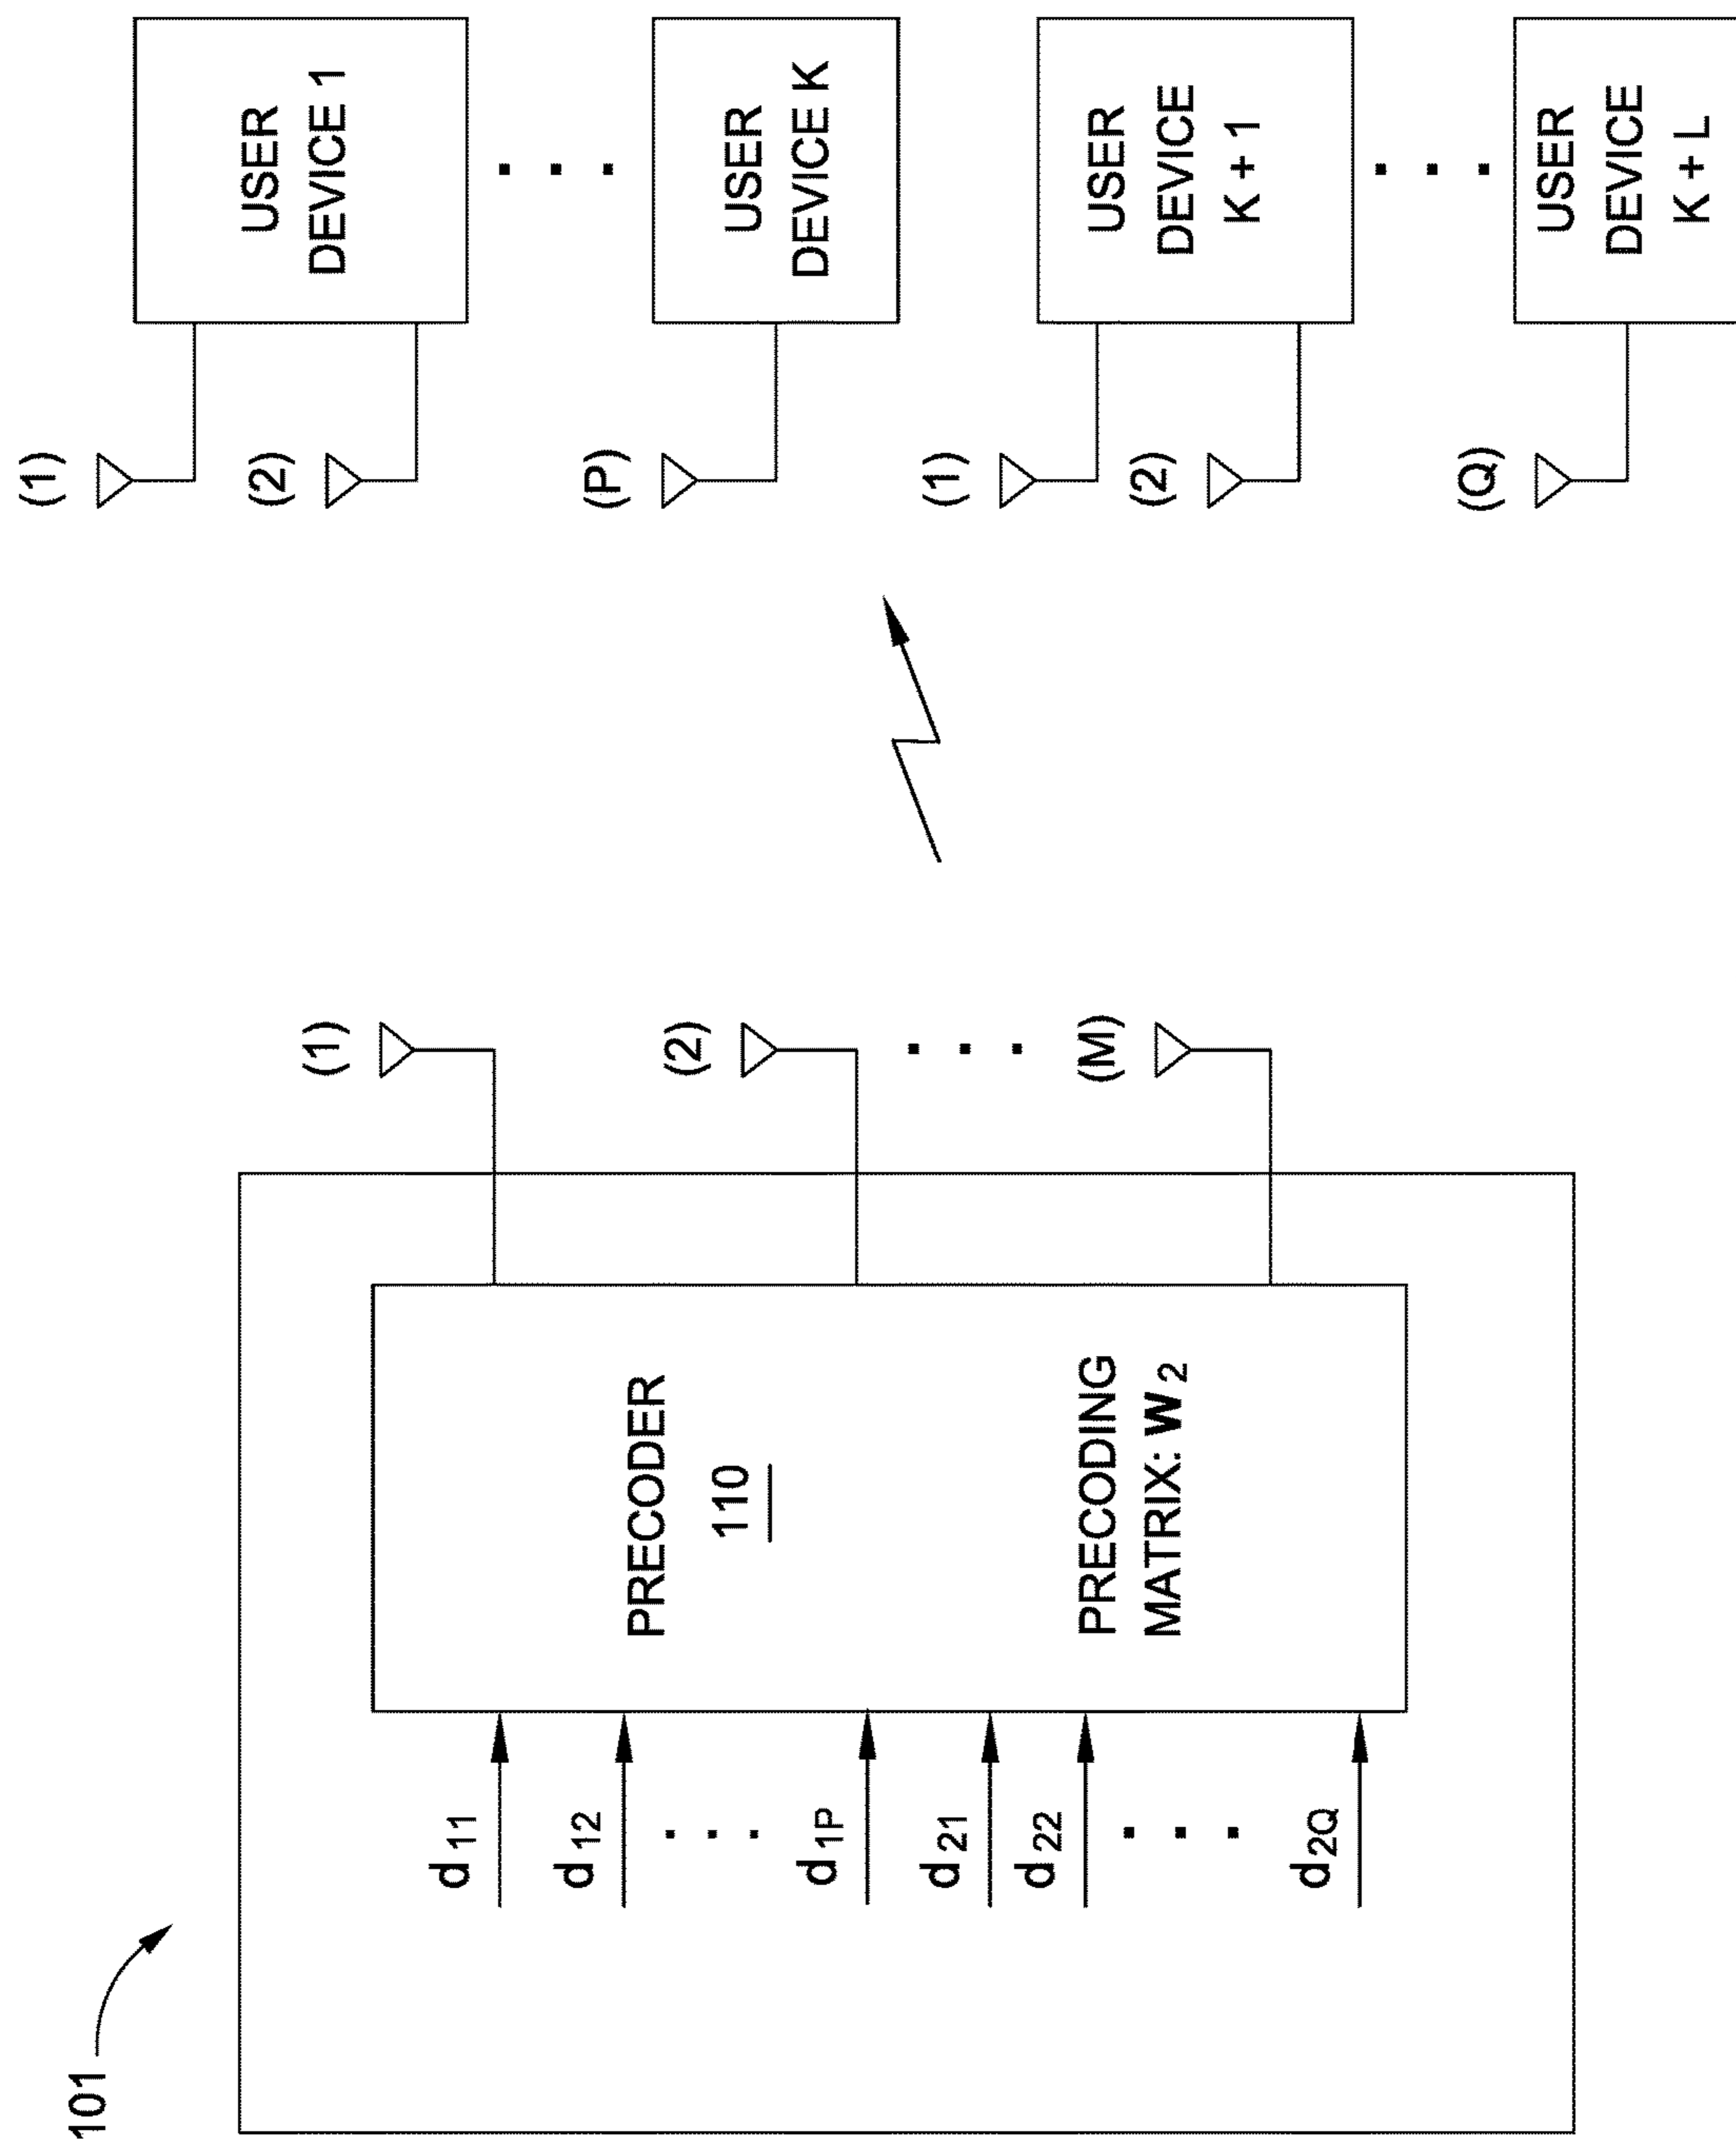 101
d11
d12
d1P
d21
d22
d2Q
PRECODER
110
PRECODING
MATRIX: W2
(1)
(2)
(M)
(1)
(2)
(P)
(1)
(2)
(Q)
USER
DEVICE 1
USER
DEVICE K
USER
DEVICE
K + 1
USER
DEVICE
K + L